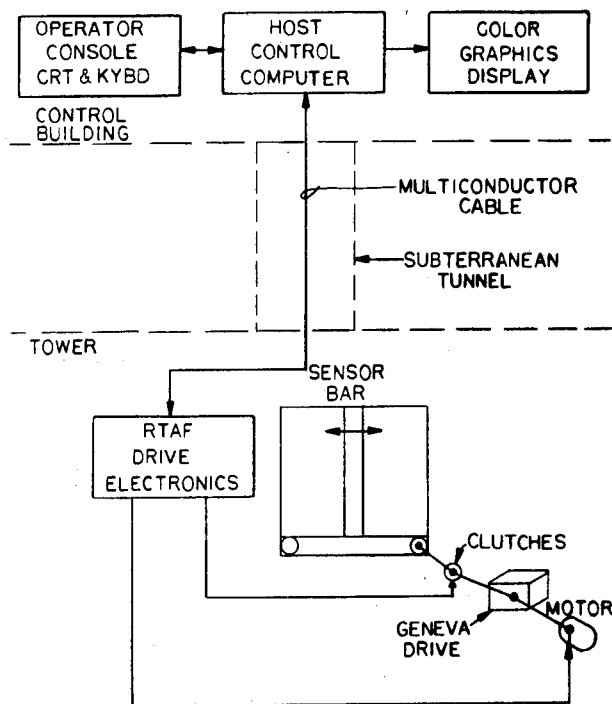 OPERATOR
CONSOLE
CRT & KYBD
HOST
CONTROL
COMPUTER
COLOR
GRAPHICS
DISPLAY
CONTROL
BUILDING
MULTICONDUCTOR
CABLE
SUBTERRANEAN
TUNNEL
TOWER
SENSOR
BAR
RTAF
DRIVE
ELECTRONICS
CLUTCHES
MOTOR
GENEVA
DRIVE